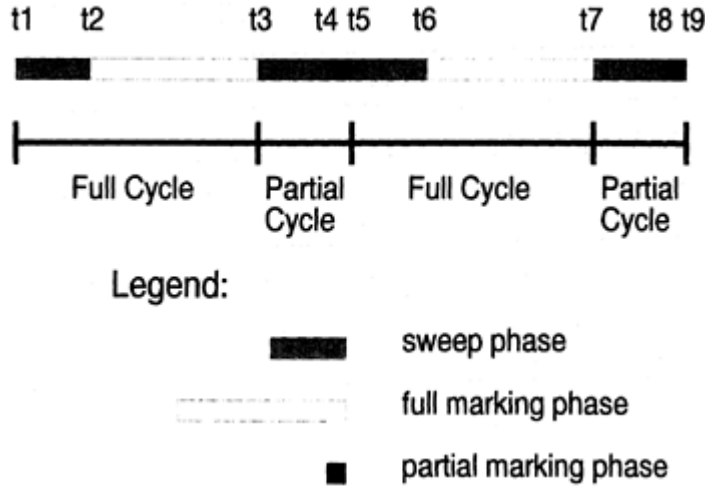 t1 t2 t3 t4 t5 t6 t7 t8 t9
Full Cycle Partial Cycle Full Cycle Partial Cycle
Legend:
sweep phase
full marking phase
partial marking phase